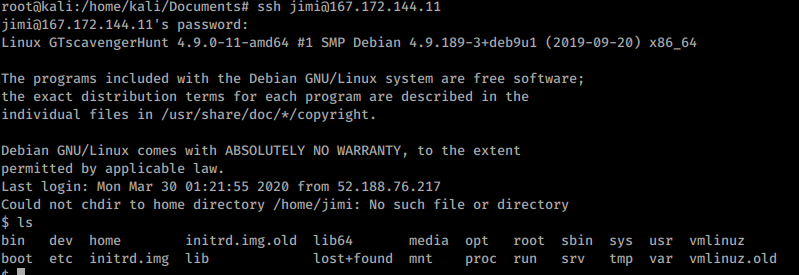 root@kali:/home/kali/Documents# ssh jimi@167.172.144.11
jimi@167.172.144.11's password:
Linux GTscavengerHunt 4.9.0-11-amd64 #1 SMP Debian 4.9.189-3+deb9u1 (2019-09-20) x86_64
The programs included with the Debian GNU/Linux system are free software;
the exact distribution terms for each program are described in the
individual files in /usr/share/doc/*/copyright.
Debian GNU/Linux comes with ABSOLUTELY NO WARRANTY, to the extent
permitted by applicable law.
Last login: Mon Mar 30 01:21:55 2020 from 52.188.76.217
Could not chdir to home directory /home/jimi: No such file or directory
$ ls
bin   dev  home        initrd.img.old  lib64       media  opt   root  sbin  sys  usr  vmlinuz
boot  etc  initrd.img  lib             lost+found  mnt    proc  run   srv   tmp  var  vmlinuz.old
$